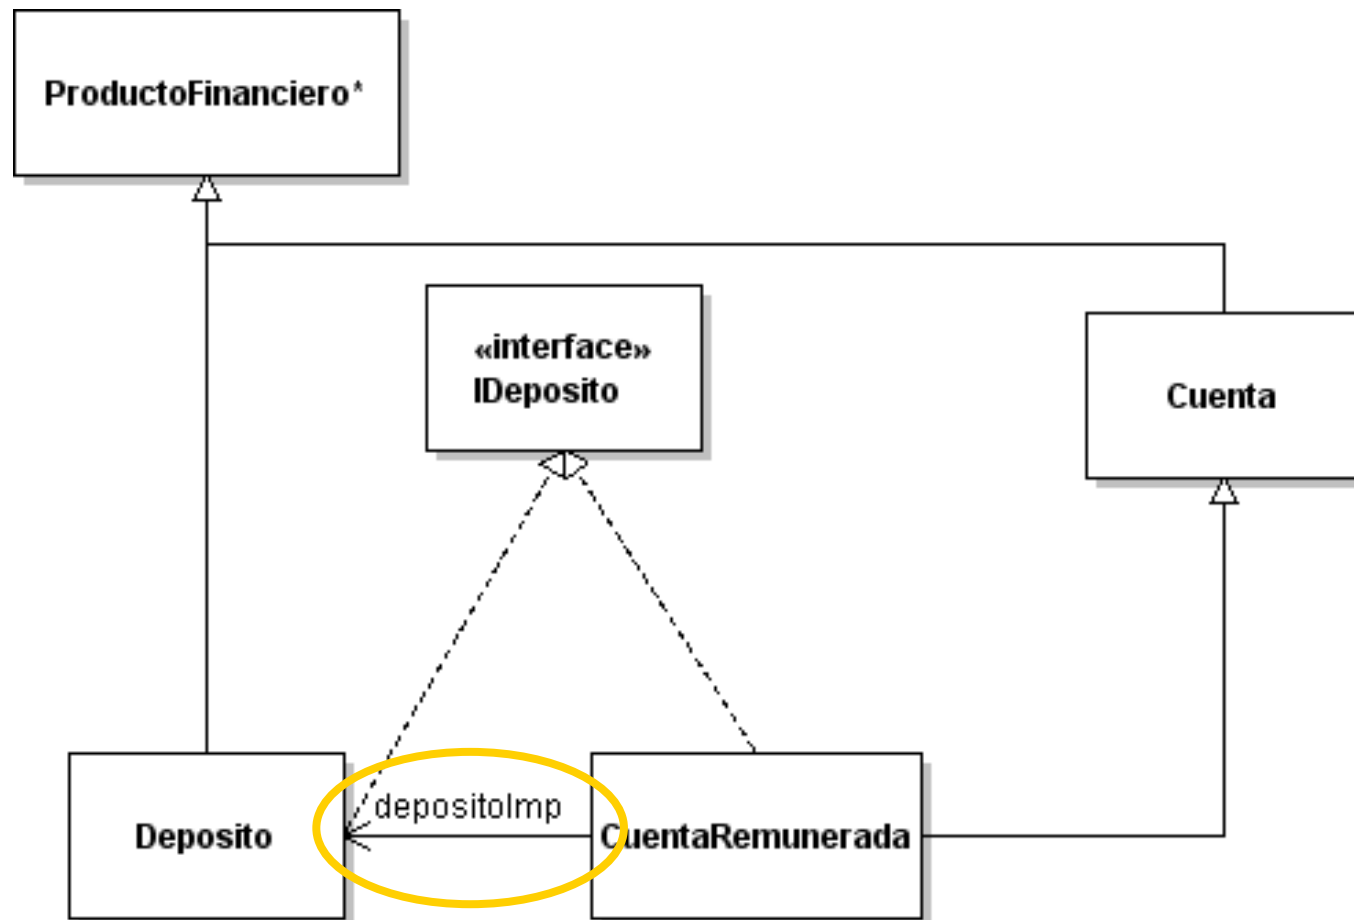 ProductoFinanciero*
«interface»
IDeposito
Cuenta
depositoImp
Deposito
CuentaRemunerada